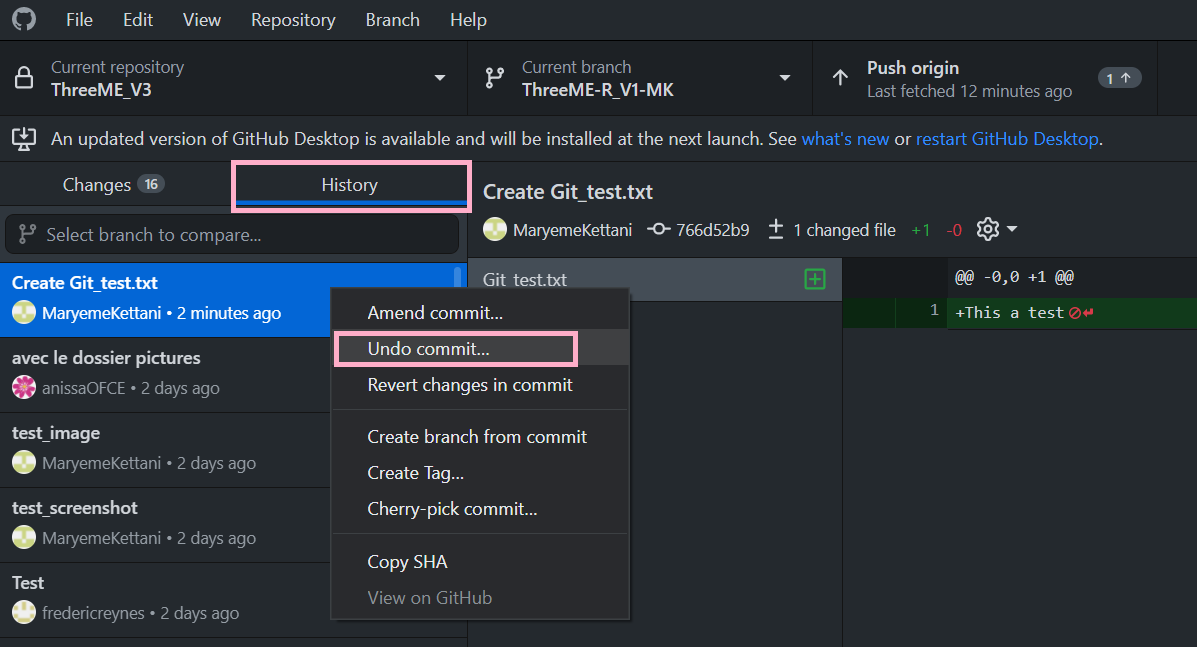 File Edit View Repository Branch Help
Current repository
ThreeME_V3
Current branch
ThreeME-R_V1-MK
Push origin
Last fetched 12 minutes ago
1
An updated version of GitHub Desktop is available and will be installed at the next launch. See what's new or restart GitHub Desktop.
Changes 16
History
Select branch to compare...
Create Git_test.txt
MaryemeKettani • 2 minutes ago
avec le dossier pictures
anissaOFCE • 2 days ago
test_image
MaryemeKettani • 2 days ago
test_screenshot
MaryemeKettani • 2 days ago
Test
fredericreynes • 2 days ago
Create Git_test.txt
MaryemeKettani 766d52b9 1 changed file +1 -0
Git_test.txt
@@ -0,0 +1 @@
1 +This a test
Amend commit...
Undo commit...
Revert changes in commit
Create branch from commit
Create Tag...
Cherry-pick commit...
Copy SHA
View on GitHub